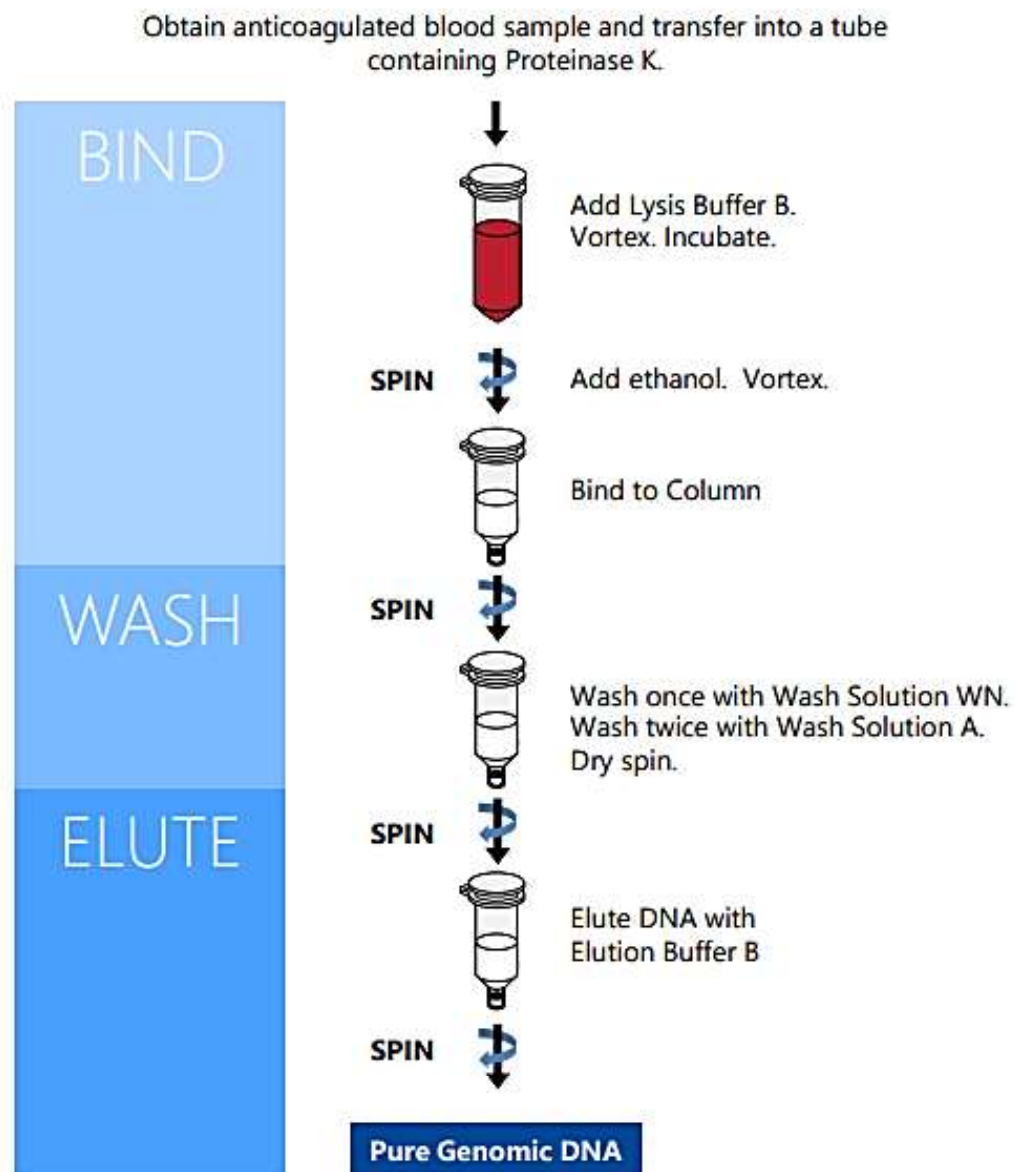 Obtain anticoagulated blood sample and transfer into a tube
containing Proteinase K.
BIND
Add Lysis Buffer B.
Vortex. Incubate.
SPIN
Add ethanol. Vortex.
Bind to Column
WASH
SPIN
Wash once with Wash Solution WN.
Wash twice with Wash Solution A.
Dry spin.
ELUTE
SPIN
Elute DNA with
Elution Buffer B
SPIN
Pure Genomic DNA